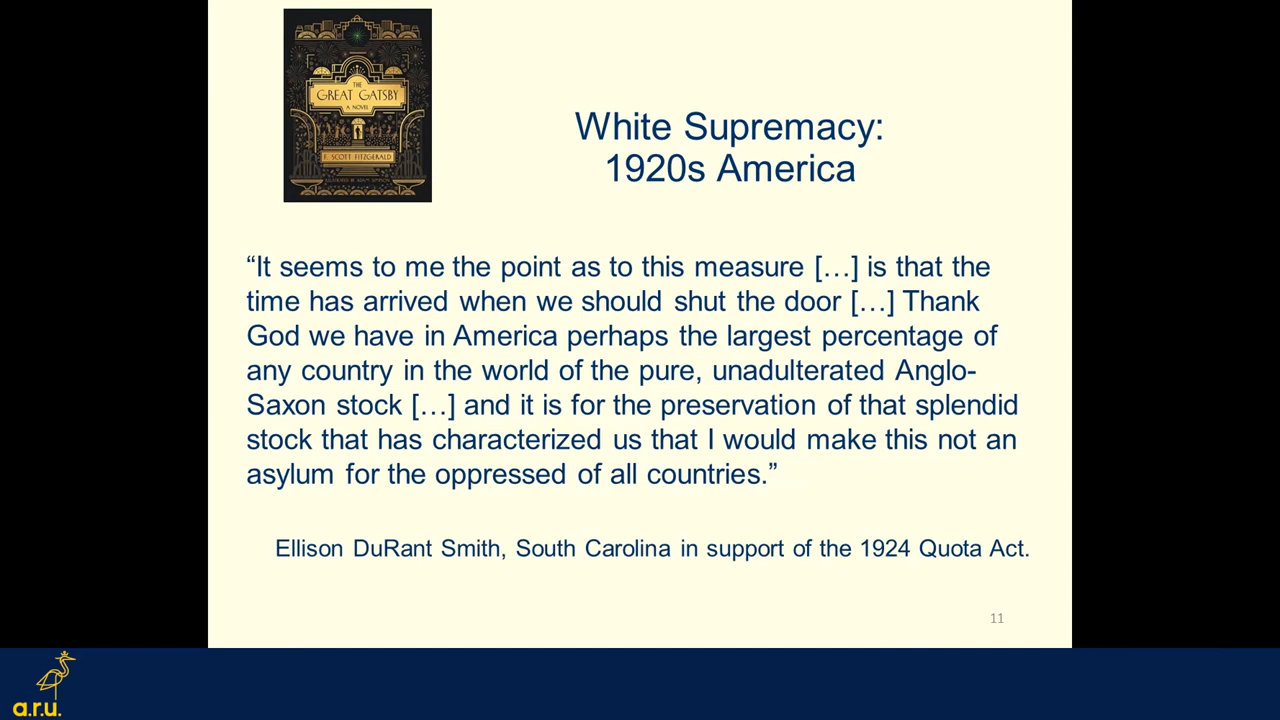 THE
GREAT GATSBY
A NOVEL
F. SCOTT FITZGERALD
White Supremacy:
1920s America
“It seems to me the point as to this measure […] is that the
time has arrived when we should shut the door […] Thank
God we have in America perhaps the largest percentage of
any country in the world of the pure, unadulterated Anglo-
Saxon stock […] and it is for the preservation of that splendid
stock that has characterized us that I would make this not an
asylum for the oppressed of all countries.”
Ellison DuRant Smith, South Carolina in support of the 1924 Quota Act.
11
a.r.u.